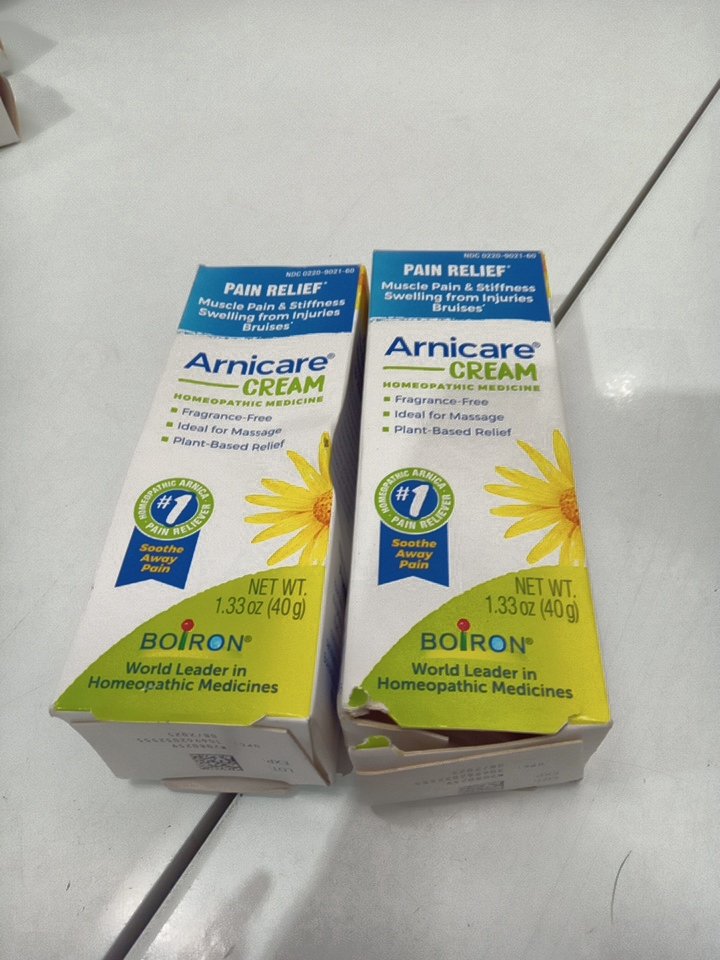 NDC 0220-9021-60
PAIN RELIEF*
Muscle Pain & Stiffness
Swelling from Injuries
Bruises*
Arnicare®
CREAM
HOMEOPATHIC MEDICINE
Fragrance-Free
Ideal for Massage
Plant-Based Relief
HOMEOPATHIC ARNICA
#1
PAIN RELIEVER
Soothe
Away
Pain
NET WT.
1.33 oz (40 g)
BOIRON®
World Leader in
Homeopathic Medicines
LOT
EXP
08/2025
NDC 0220-9021-60
PAIN RELIEF*
Muscle Pain & Stiffness
Swelling from Injuries
Bruises*
Arnicare®
CREAM
HOMEOPATHIC MEDICINE
Fragrance-Free
Ideal for Massage
Plant-Based Relief
HOMEOPATHIC ARNICA
#1
PAIN RELIEVER
Soothe
Away
Pain
NET WT.
1.33 oz (40 g)
BOIRON®
World Leader in
Homeopathic Medicines